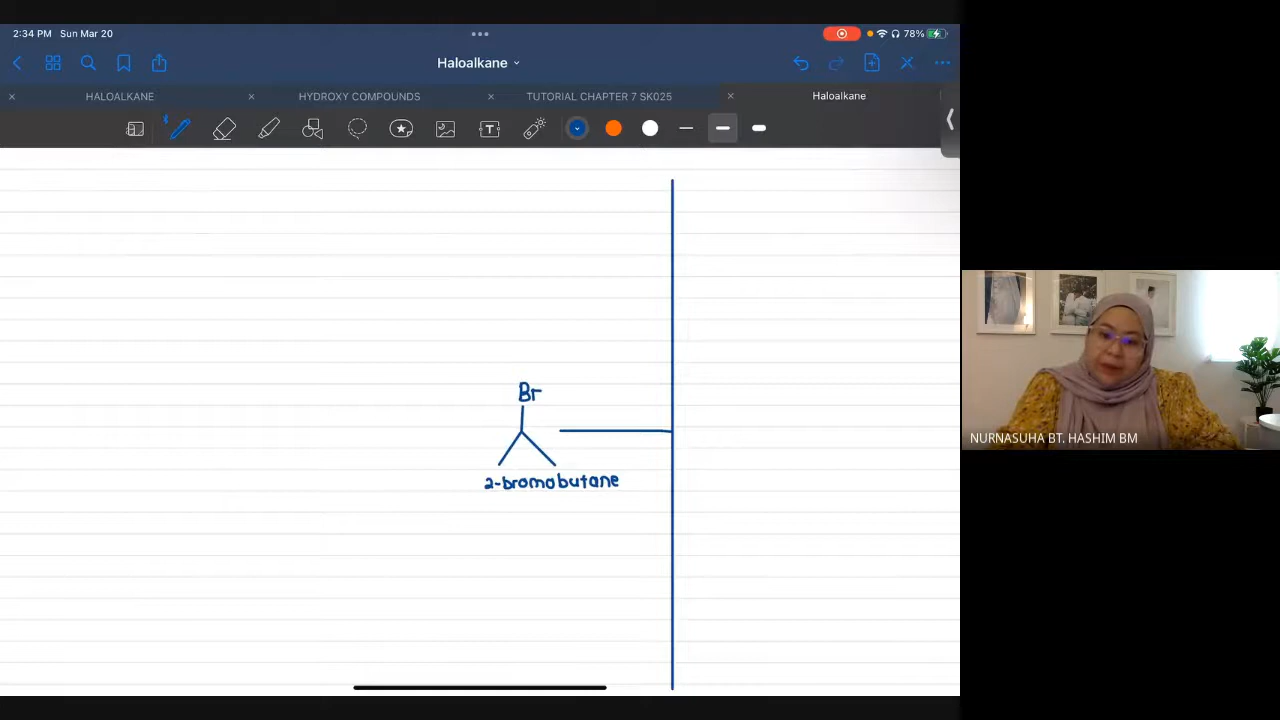 2:34 PM Sun Mar 20
78%
Haloalkane
HALOALKANE
HYDROXY COMPOUNDS
TUTORIAL CHAPTER 7 SK025
Haloalkane
Br
2-bromobutane
NURNASUHA BT. HASHIM BM